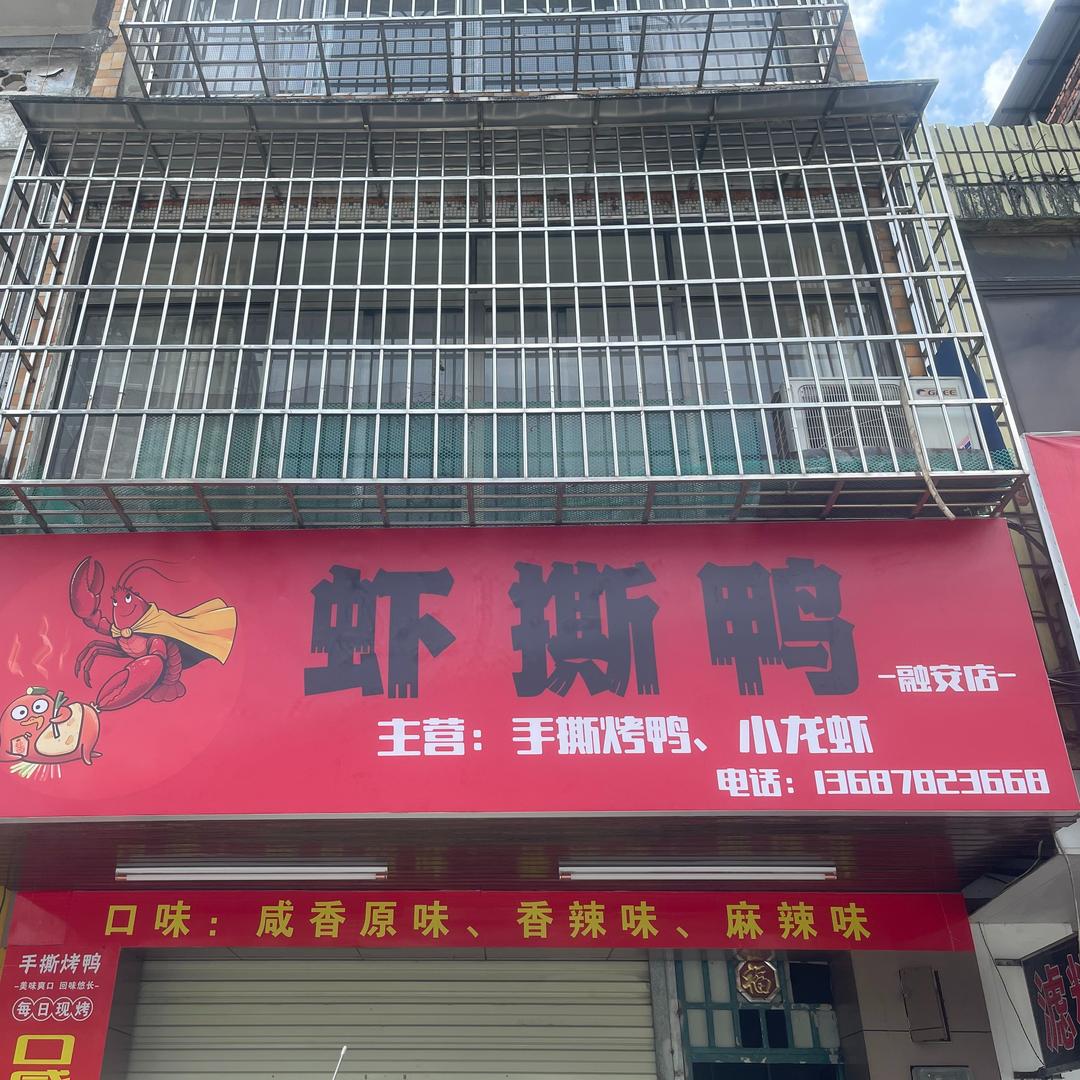 GREE
虾撕鸭
-融安店-
主营：手撕烤鸭、小龙虾
电话：13687823668
口味：咸香原味、香辣味、麻辣味
手撕烤鸭
-美味爽口 回味悠长-
每日现烤
口感
福